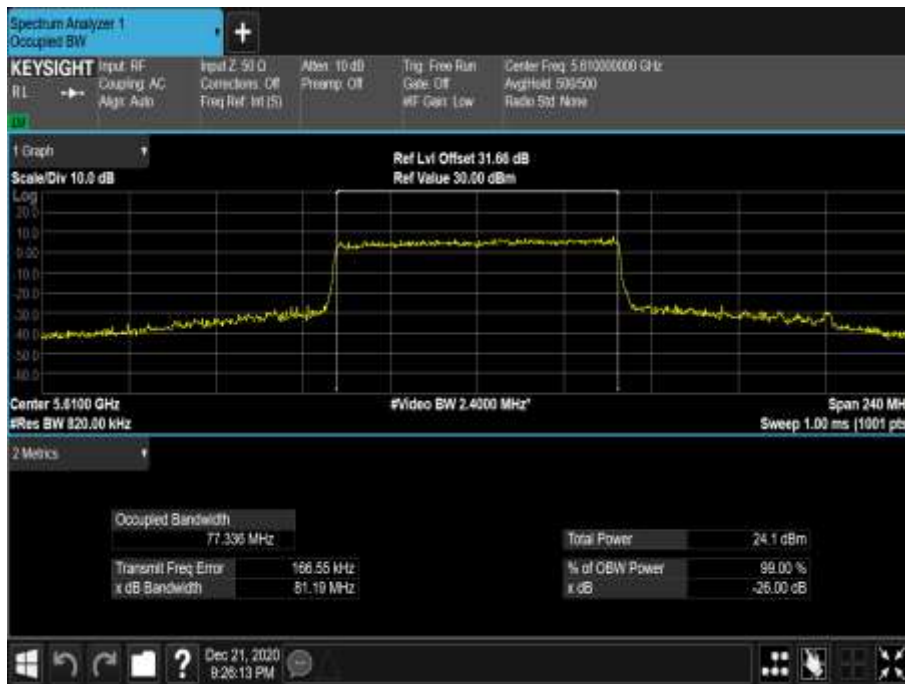 Spectrum Analyzer 1
Occupied BW
+
KEYSIGHT Input: RF Input Z: 50 Ω Atten: 10 dB Trig: Free Run Center Freq: 5.610000000 GHz
RL Coupling: AC Corrections: Off Preamp: Off Gate: Off Avg|Hold: 500/500
Align: Auto Freq Ref: Int (S) #IF Gain: Low Radio Std: None
1 Graph
Ref Lvl Offset 31.66 dB
Scale/Div 10.0 dB Ref Value 30.00 dBm
Log
20.0
10.0
0.00
-10.0
-20.0
-30.0
-40.0
-50.0
-60.0
Center 5.6100 GHz #Video BW 2.4000 MHz* Span 240 MH
#Res BW 820.00 kHz Sweep 1.00 ms (1001 pts
2 Metrics
Occupied Bandwidth
77.336 MHz Total Power 24.1 dBm
Transmit Freq Error 166.55 kHz % of OBW Power 99.00 %
x dB Bandwidth 81.19 MHz x dB -26.00 dB
? Dec 21, 2020
9:26:13 PM